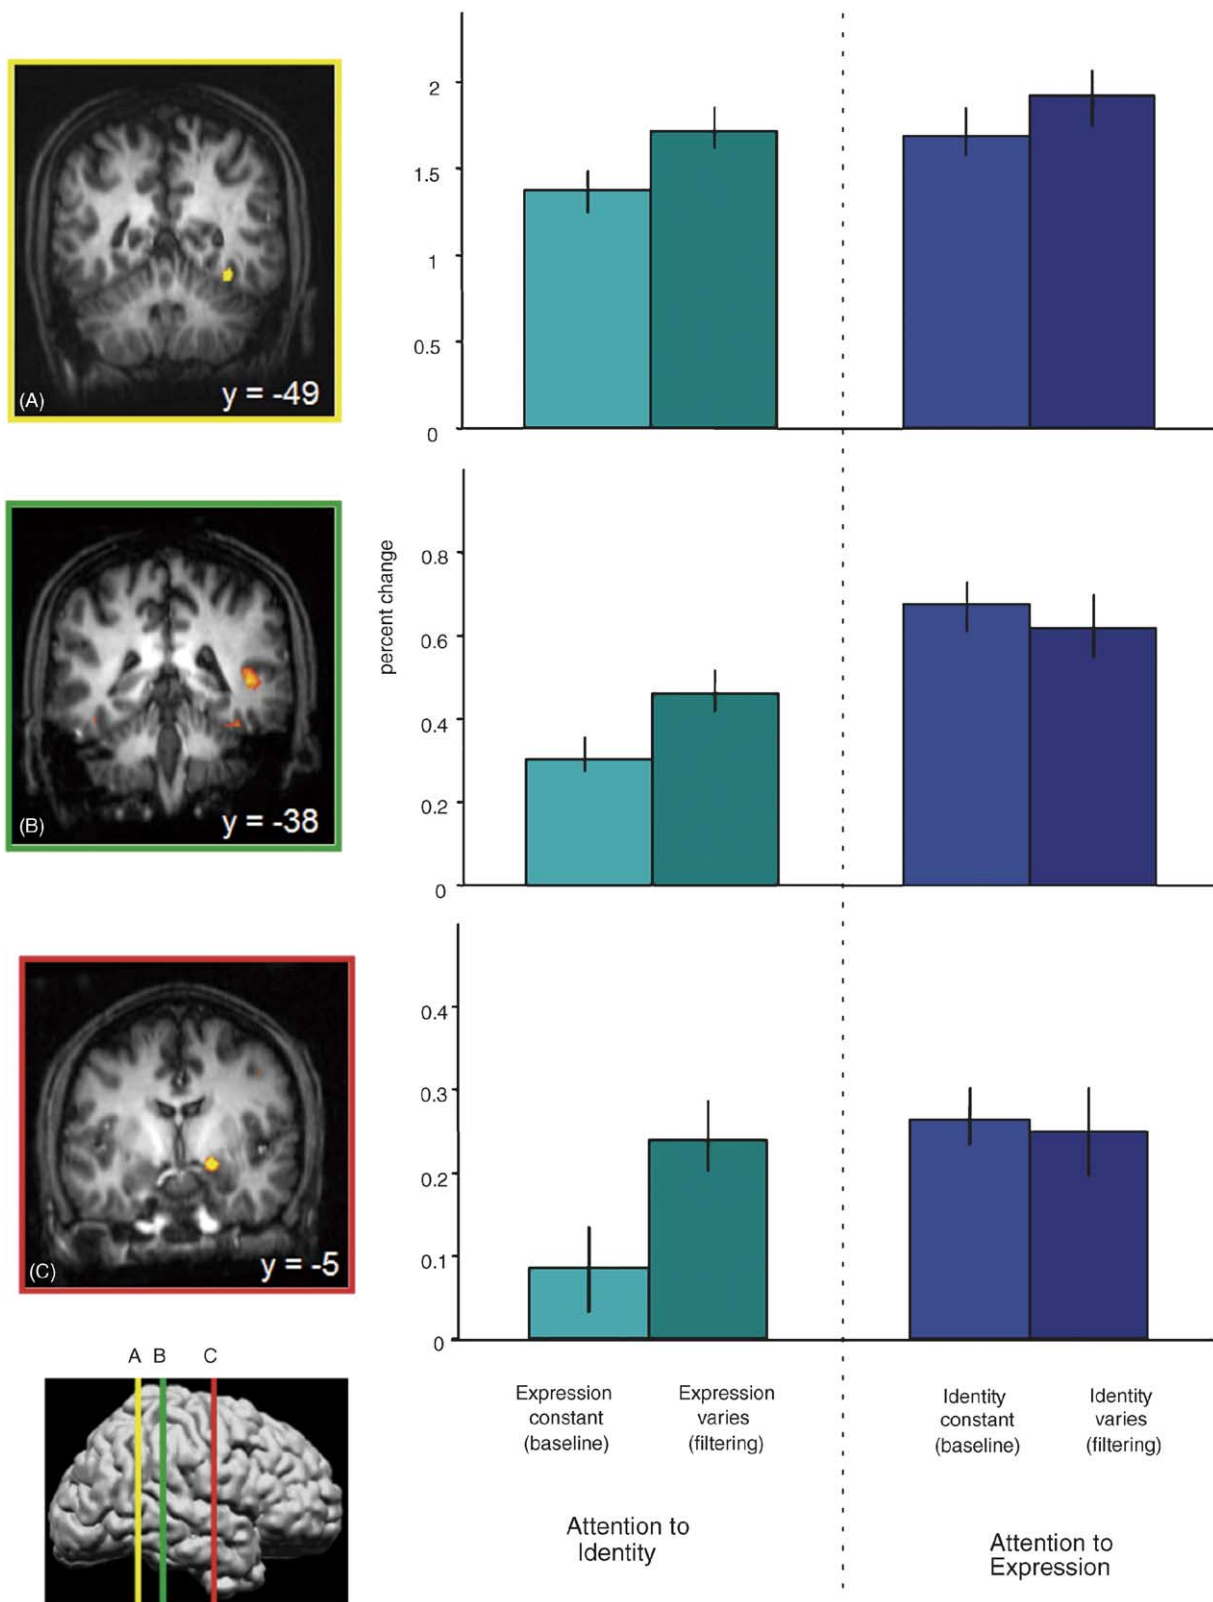 2
1.5
1
0.5
0
(A)
y = -49
percent change
0.8
0.6
0.4
0.2
0
(B)
y = -38
0.4
0.3
0.2
0.1
0
(C)
y = -5
A B C
Expression
constant
(baseline)
Expression
varies
(filtering)
Identity
constant
(baseline)
Identity
varies
(filtering)
Attention to
Identity
Attention to
Expression